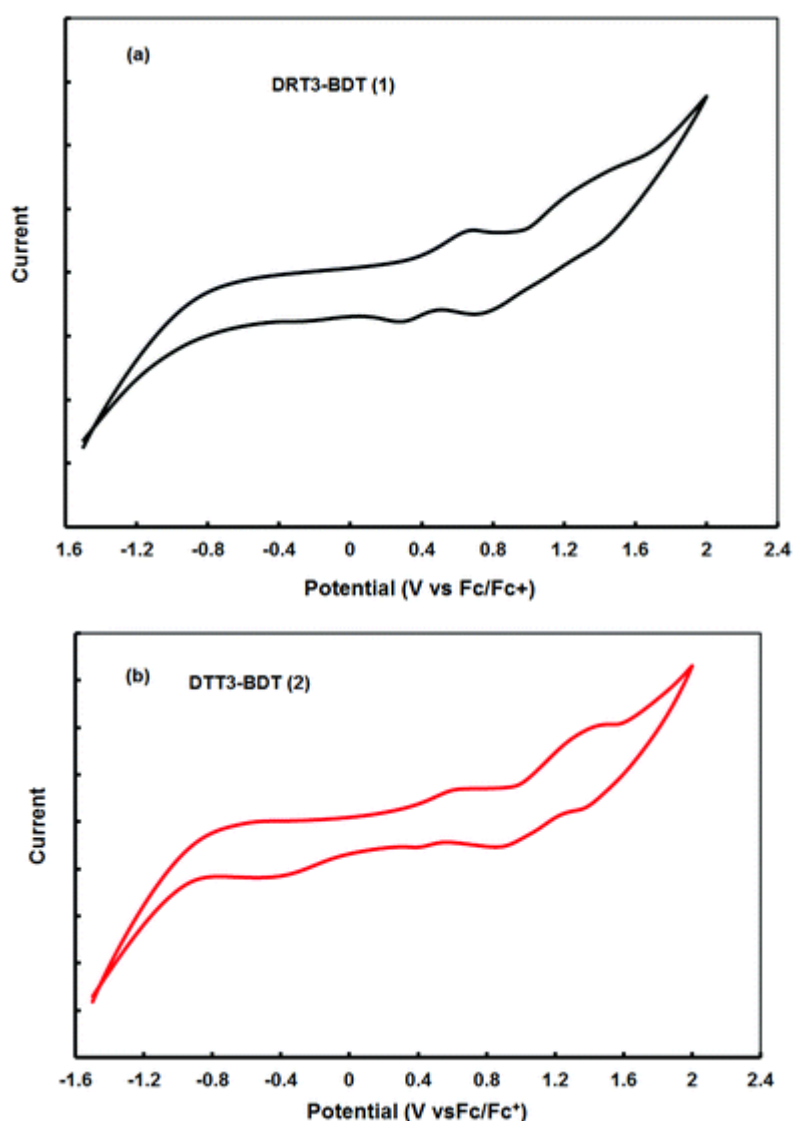 (a)
DRT3-BDT (1)
Current
1.6 -1.2 -0.8 -0.4 0 0.4 0.8 1.2 1.6 2 2.4
Potential (V vs Fc/Fc+)
(b)
DTT3-BDT (2)
Current
-1.6 -1.2 -0.8 -0.4 0 0.4 0.8 1.2 1.6 2 2.4
Potential (V vsFc/Fc⁺)